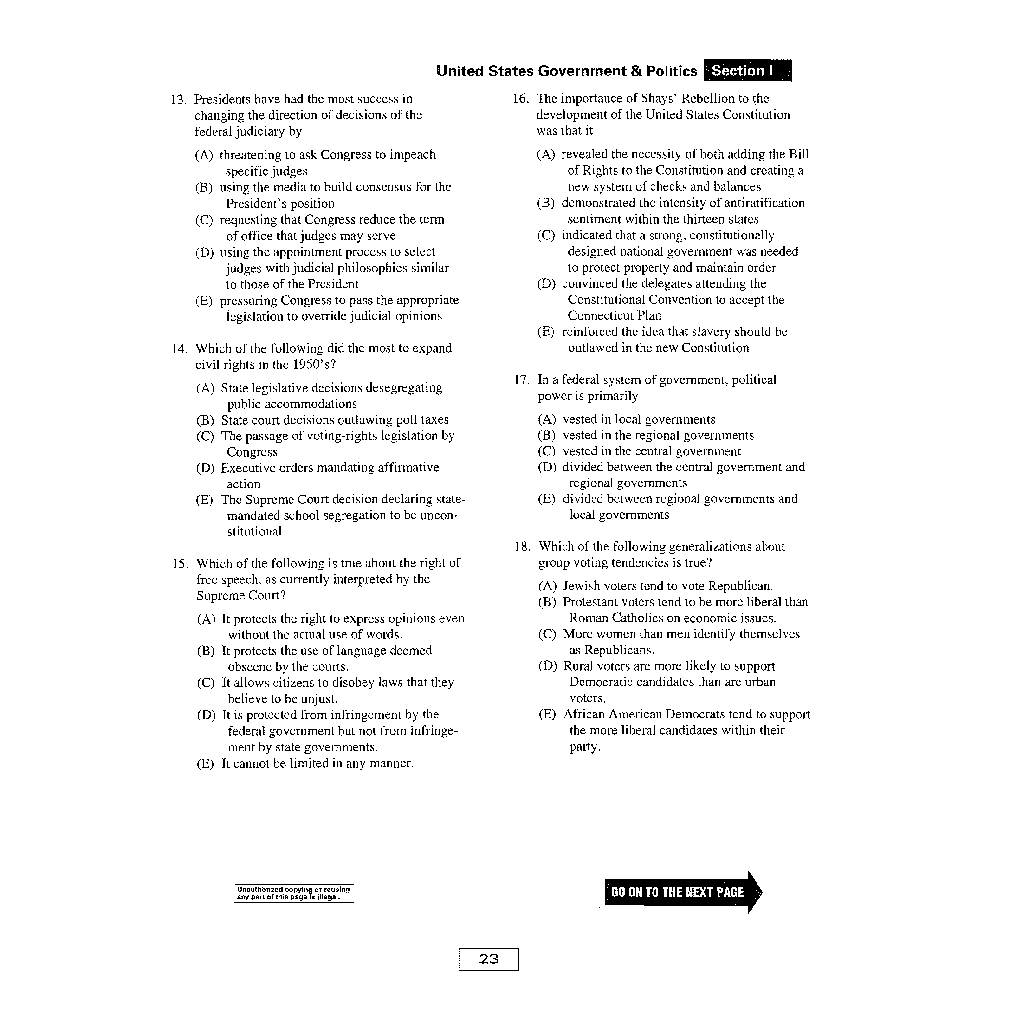 United States Government & Politics Section I
13. Presidents have had the most success in
changing the direction of decisions of the
federal judiciary by
(A) threatening to ask Congress to impeach
specific judges
(B) using the media to build consensus for the
President's position
(C) requesting that Congress reduce the term
of office that judges may serve
(D) using the appointment process to select
judges with judicial philosophies similar
to those of the President
(E) pressuring Congress to pass the appropriate
legislation to override judicial opinions
14. Which of the following did the most to expand
civil rights in the 1950's?
(A) State legislative decisions desegregating
public accommodations
(B) State court decisions outlawing poll taxes
(C) The passage of voting-rights legislation by
Congress
(D) Executive orders mandating affirmative
action
(E) The Supreme Court decision declaring state-
mandated school segregation to be uncon-
stitutional
15. Which of the following is true about the right of
free speech, as currently interpreted by the
Supreme Court?
(A) It protects the right to express opinions even
without the actual use of words.
(B) It protects the use of language deemed
obscene by the courts.
(C) It allows citizens to disobey laws that they
believe to be unjust.
(D) It is protected from infringement by the
federal government but not from infringe-
ment by state governments.
(E) It cannot be limited in any manner.
16. The importance of Shays' Rebellion to the
development of the United States Constitution
was that it
(A) revealed the necessity of both adding the Bill
of Rights to the Constitution and creating a
new system of checks and balances
(B) demonstrated the intensity of antiratification
sentiment within the thirteen states
(C) indicated that a strong, constitutionally
designed national government was needed
to protect property and maintain order
(D) convinced the delegates attending the
Constitutional Convention to accept the
Connecticut Plan
(E) reinforced the idea that slavery should be
outlawed in the new Constitution
17. In a federal system of government, political
power is primarily
(A) vested in local governments
(B) vested in the regional governments
(C) vested in the central government
(D) divided between the central government and
regional governments
(E) divided between regional governments and
local governments
18. Which of the following generalizations about
group voting tendencies is true?
(A) Jewish voters tend to vote Republican.
(B) Protestant voters tend to be more liberal than
Roman Catholics on economic issues.
(C) More women than men identify themselves
as Republicans.
(D) Rural voters are more likely to support
Democratic candidates than are urban
voters.
(E) African American Democrats tend to support
the more liberal candidates within their
party.
Unauthorized copying or reusing
any part of this page is illegal.
GO ON TO THE NEXT PAGE
23